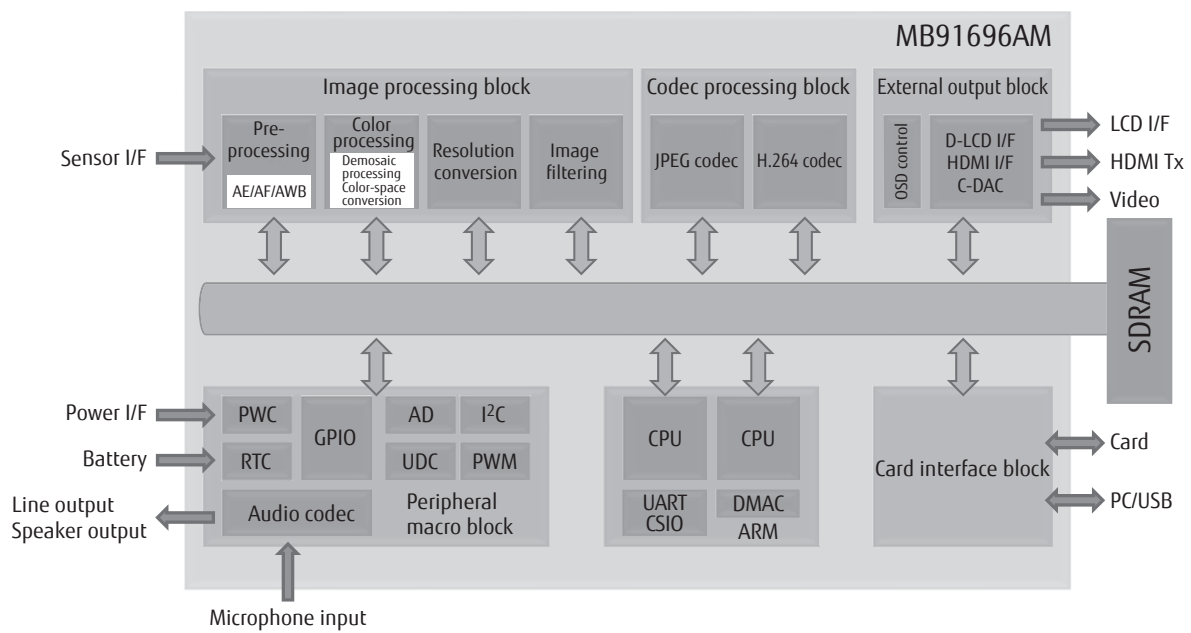 MB91696AM
Image processing block
Codec processing block
External output block
Sensor I/F
Pre-
processing
AE/AF/AWB
Color
processing
Demosaic
processing
Color-space
conversion
Resolution
conversion
Image
filtering
JPEG codec
H.264 codec
OSD control
D-LCD I/F
HDMI I/F
C-DAC
LCD I/F
HDMI Tx
Video
SDRAM
Power I/F
Battery
Line output
Speaker output
PWC
RTC
GPIO
AD
I²C
UDC
PWM
Audio codec
Peripheral
macro block
Microphone input
CPU
CPU
UART
CSIO
DMAC
ARM
Card interface block
Card
PC/USB